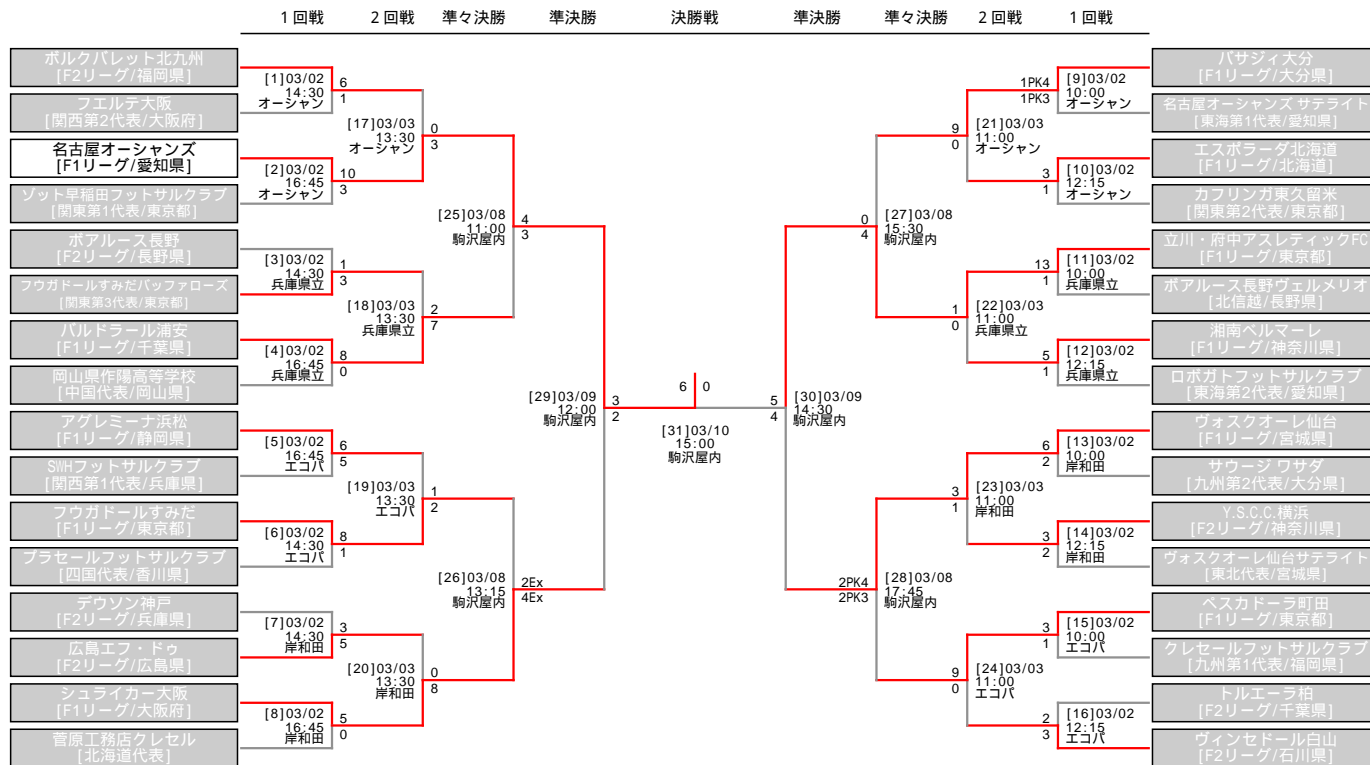 1回戦 2回戦 準々決勝 準決勝 決勝戦 準決勝 準々決勝 2回戦 1回戦
ボルクバレット北九州
[F2リーグ/福岡県]
フエルテ大阪
[関西第2代表/大阪府]
名古屋オーシャンズ
[F1リーグ/愛知県]
ゾット早稲田フットサルクラブ
[関東第1代表/東京都]
ボアルース長野
[F2リーグ/長野県]
フウガドールすみだバッファローズ
[関東第3代表/東京都]
バルドラール浦安
[F1リーグ/千葉県]
岡山県作陽高等学校
[中国代表/岡山県]
アグレミーナ浜松
[F1リーグ/静岡県]
SWHフットサルクラブ
[関西第1代表/兵庫県]
フウガドールすみだ
[F1リーグ/東京都]
ブラセールフットサルクラブ
[四国代表/香川県]
デウソン神戸
[F2リーグ/兵庫県]
広島エフ・ドゥ
[F2リーグ/広島県]
シュライカー大阪
[F1リーグ/大阪府]
菅原工務店クレセル
[北海道代表]
[1]03/02
14:30
オーシャン
6
1
[2]03/02
16:45
オーシャン
10
3
[3]03/02
14:30
兵庫県立
1
3
[4]03/02
16:45
兵庫県立
8
0
[5]03/02
16:45
エコパ
6
5
[6]03/02
14:30
エコパ
8
1
[7]03/02
14:30
岸和田
3
5
[8]03/02
16:45
岸和田
5
0
[17]03/03
13:30
オーシャン
0
3
[18]03/03
13:30
兵庫県立
2
7
[19]03/03
13:30
エコパ
1
2
[20]03/03
13:30
岸和田
0
8
[25]03/08
11:00
駒沢屋内
4
3
[26]03/08
13:15
駒沢屋内
2Ex
4Ex
[29]03/09
12:00
駒沢屋内
3
2
6 0
[31]03/10
15:00
駒沢屋内
5
4
[30]03/09
14:30
駒沢屋内
0
4
[27]03/08
15:30
駒沢屋内
2PK4
2PK3
[28]03/08
17:45
駒沢屋内
9
0
[21]03/03
11:00
オーシャン
1
0
[22]03/03
11:00
兵庫県立
3
1
[23]03/03
11:00
岸和田
9
0
[24]03/03
11:00
エコパ
1PK4
1PK3
[9]03/02
10:00
オーシャン
3
1
[10]03/02
12:15
オーシャン
13
1
[11]03/02
10:00
兵庫県立
5
1
[12]03/02
12:15
兵庫県立
6
2
[13]03/02
10:00
岸和田
3
2
[14]03/02
12:15
岸和田
3
1
[15]03/02
10:00
エコパ
2
3
[16]03/02
12:15
エコパ
バサジィ大分
[F1リーグ/大分県]
名古屋オーシャンズ サテライト
[東海第1代表/愛知県]
エスポラーダ北海道
[F1リーグ/北海道]
カフリンガ東久留米
[関東第2代表/東京都]
立川・府中アスレティックFC
[F1リーグ/東京都]
ボアルース長野ヴェルメリオ
[北信越/長野県]
湘南ベルマーレ
[F1リーグ/神奈川県]
ロボガトフットサルクラブ
[東海第2代表/愛知県]
ヴォスクオーレ仙台
[F1リーグ/宮城県]
サウージ ワサダ
[九州第2代表/大分県]
Y.S.C.C.横浜
[F2リーグ/神奈川県]
ヴォスクオーレ仙台サテライト
[東北代表/宮城県]
ペスカドーラ町田
[F1リーグ/東京都]
クレセールフットサルクラブ
[九州第1代表/福岡県]
トルエーラ柏
[F2リーグ/千葉県]
ヴィンセドール白山
[F2リーグ/石川県]